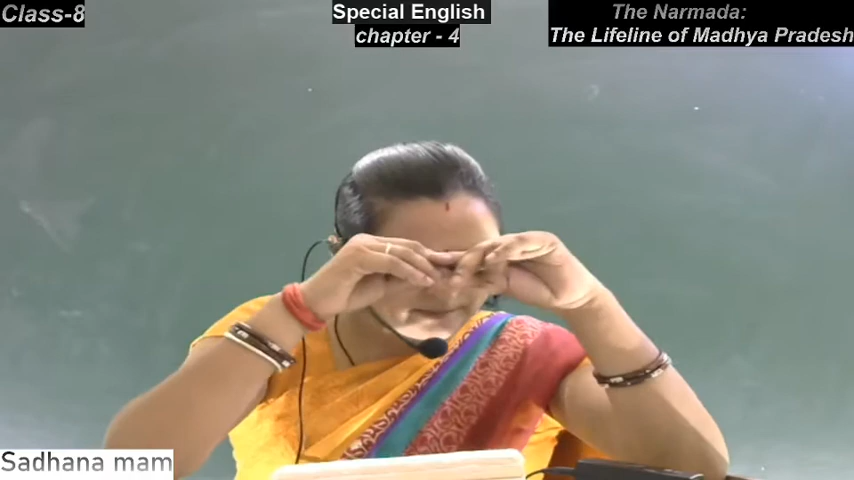 Class-8
Special English
chapter - 4
The Narmada:
The Lifeline of Madhya Pradesh
Sadhana mam